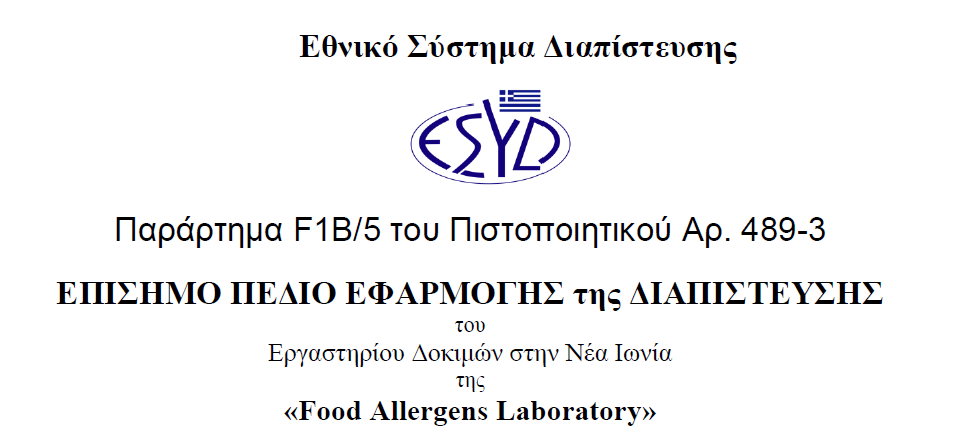 Εθνικό Σύστημα Διαπίστευσης
ESYD
Παράρτημα F1B/5 του Πιστοποιητικού Αρ. 489-3
ΕΠΙΣΗΜΟ ΠΕΔΙΟ ΕΦΑΡΜΟΓΗΣ της ΔΙΑΠΙΣΤΕΥΣΗΣ
του
Εργαστηρίου Δοκιμών στην Νέα Ιωνία
της
«Food Allergens Laboratory»